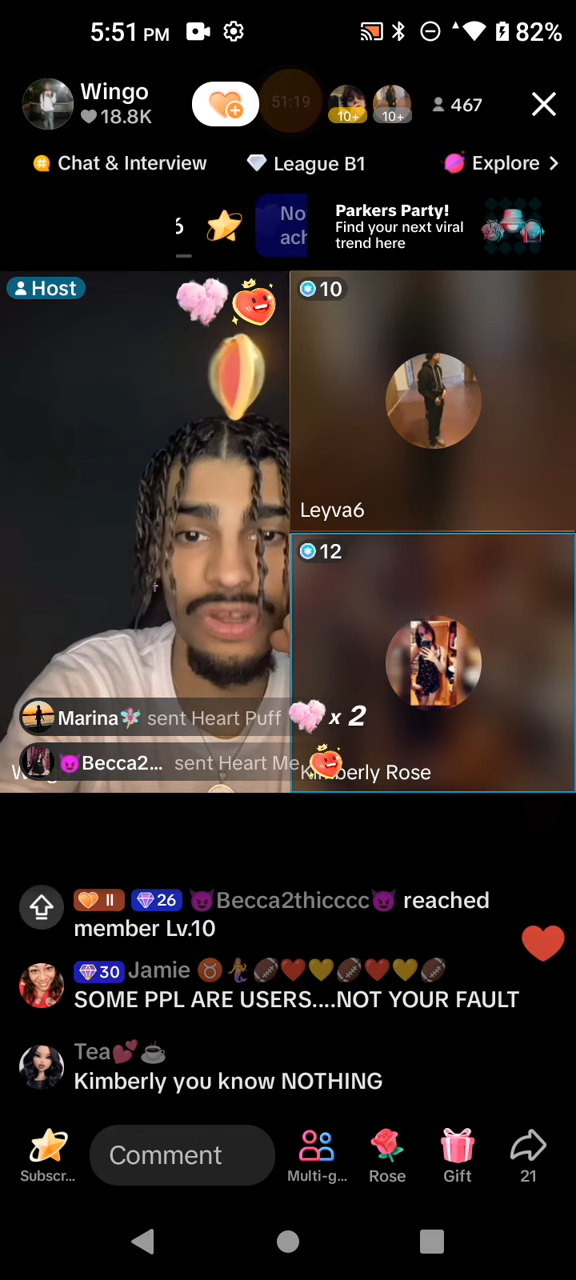 5:51 PM
82%
Wingo
18.8K
51:19
10+
10+
467
Chat & Interview
League B1
Explore
No
ach
Parkers Party!
Find your next viral
trend here
Host
10
Leyva6
12
Marina sent Heart Puff x 2
Becca2... sent Heart Me
Kimberly Rose
II 26 Becca2thicccc reached
member Lv.10
30 Jamie
SOME PPL ARE USERS....NOT YOUR FAULT
Tea
Kimberly you know NOTHING
Comment
Subscr...
Multi-g...
Rose
Gift
21